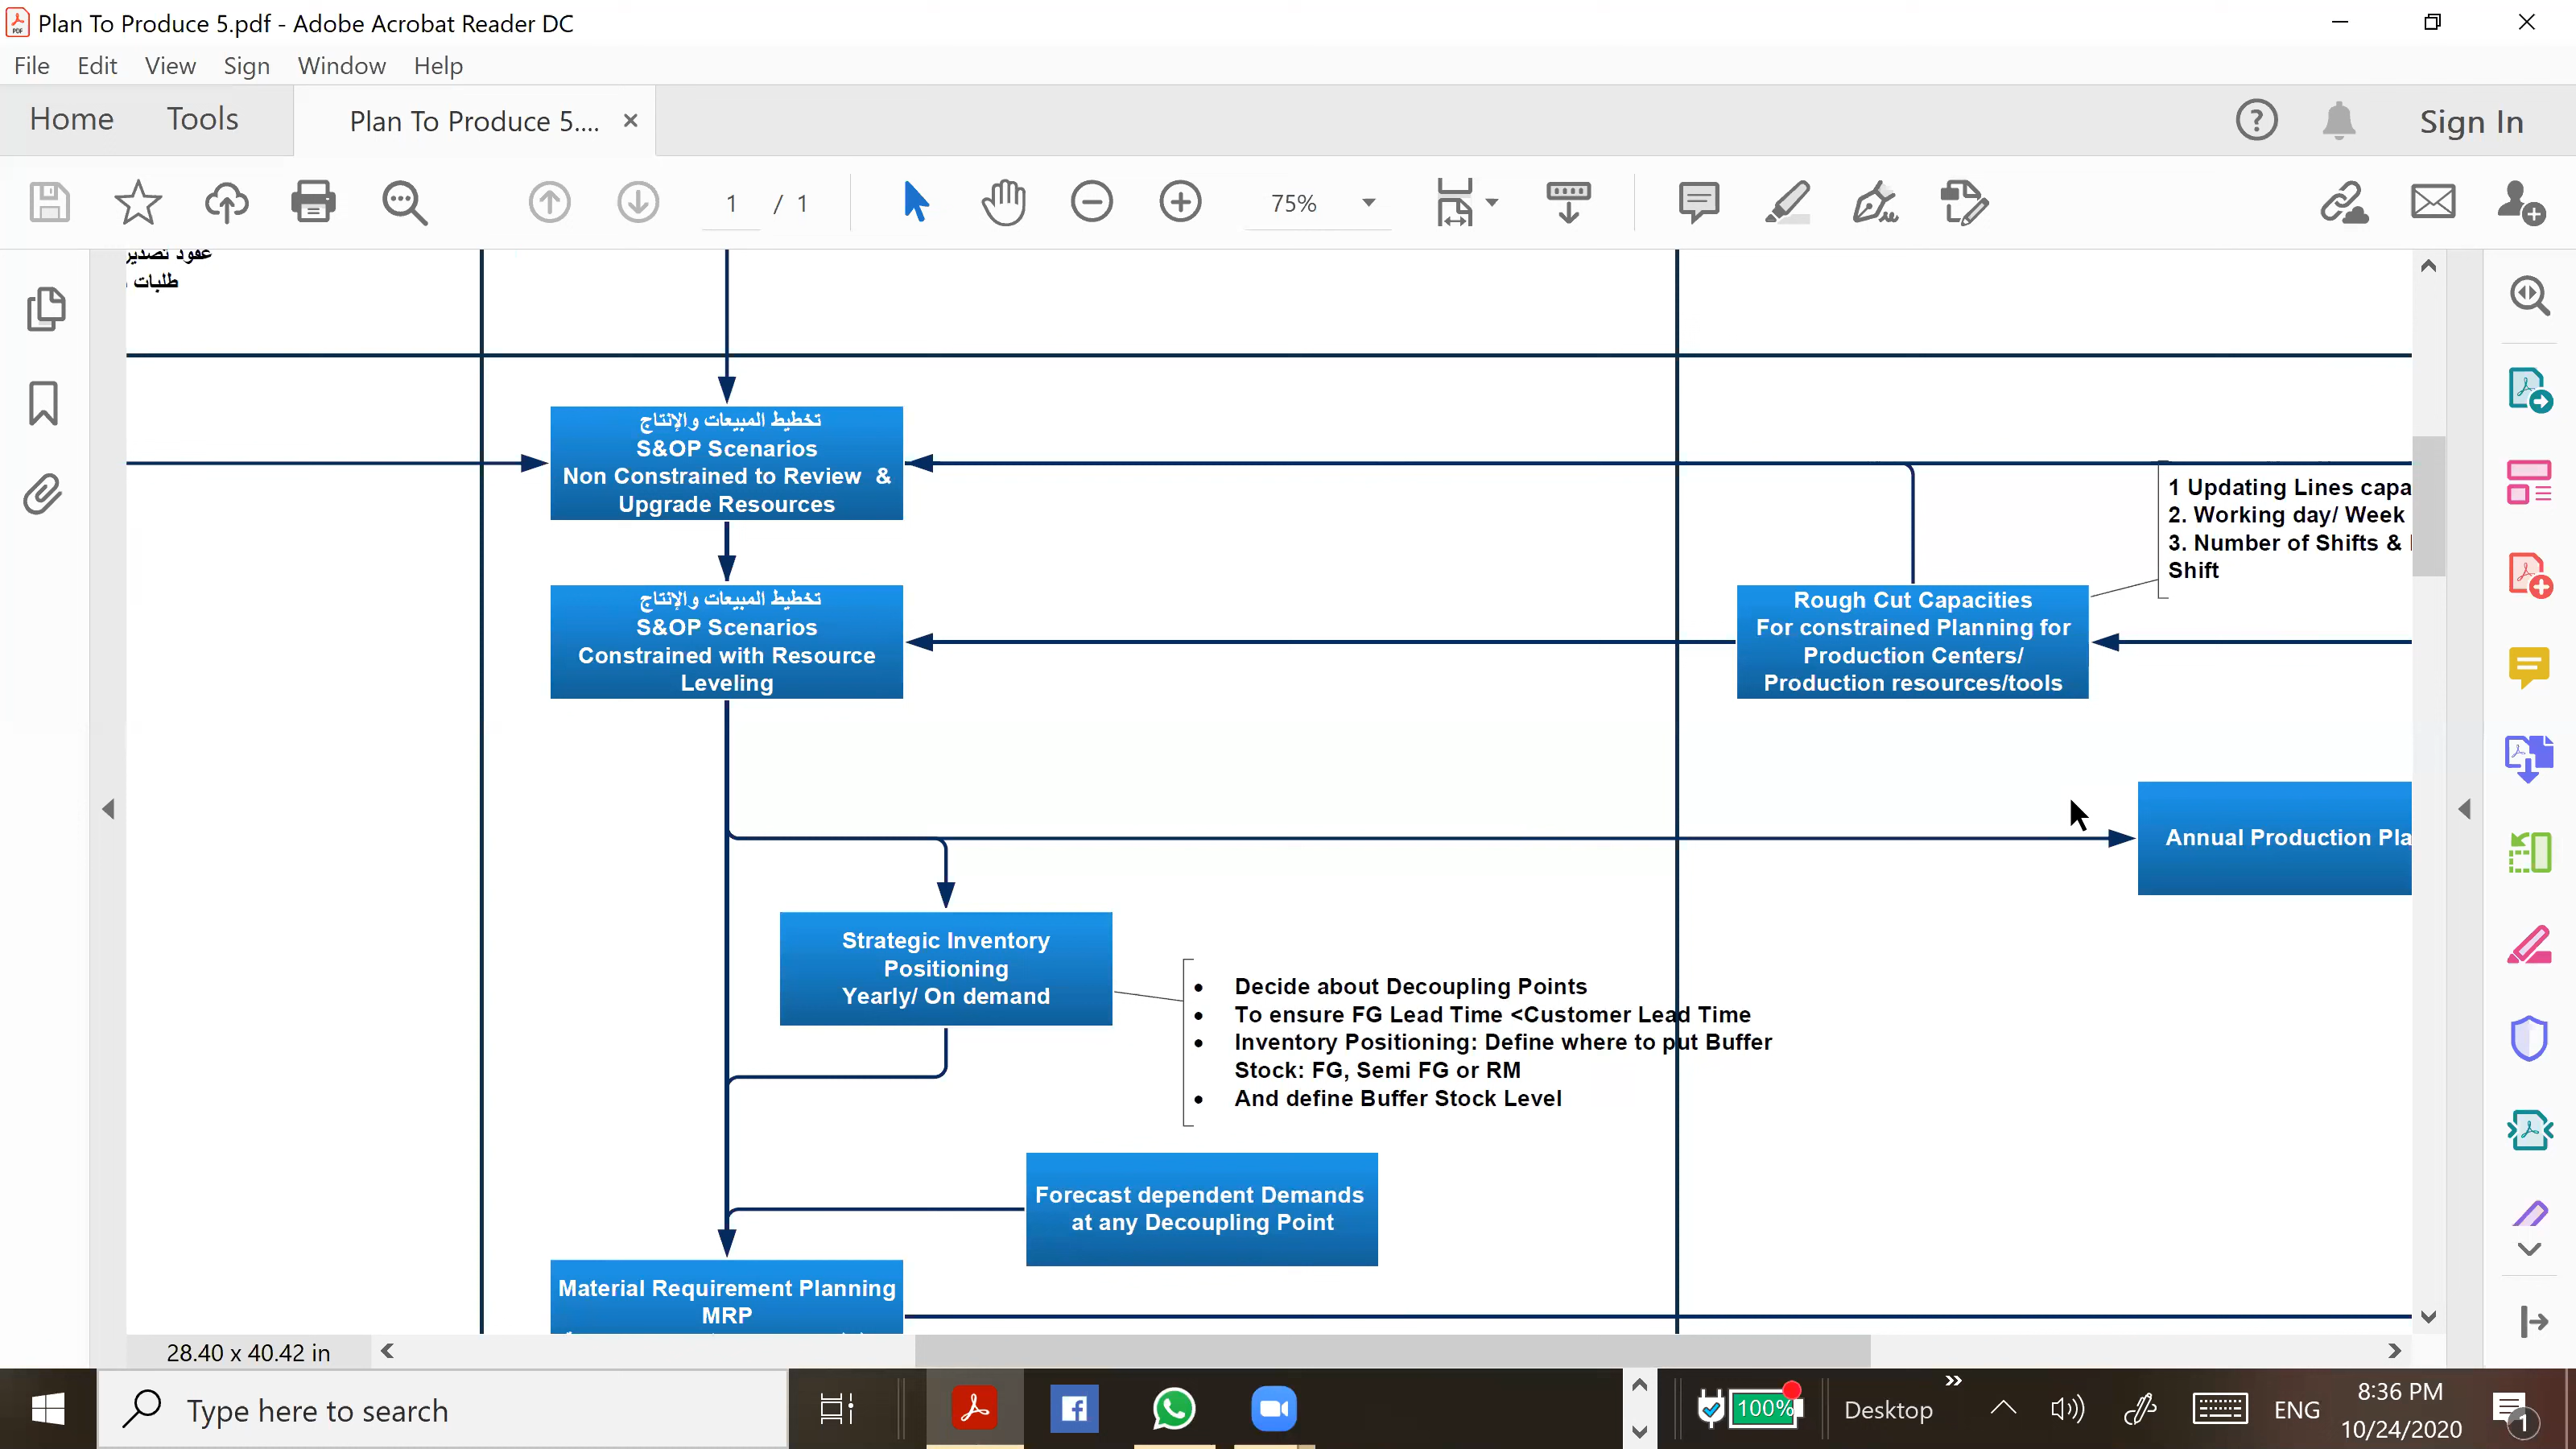 Plan To Produce 5.pdf - Adobe Acrobat Reader DC
File Edit View Sign Window Help
Home Tools Plan To Produce 5.... × Sign In
1 / 1 75%
عقود تصدير
طلبات
تخطيط المبيعات والإنتاج
S&OP Scenarios
Non Constrained to Review &
Upgrade Resources
1 Updating Lines capa
2. Working day/ Week
3. Number of Shifts &
Shift
تخطيط المبيعات والإنتاج
S&OP Scenarios
Constrained with Resource
Leveling
Rough Cut Capacities
For constrained Planning for
Production Centers/
Production resources/tools
Annual Production Pla
Strategic Inventory
Positioning
Yearly/ On demand
• Decide about Decoupling Points
• To ensure FG Lead Time <Customer Lead Time
• Inventory Positioning: Define where to put Buffer
Stock: FG, Semi FG or RM
• And define Buffer Stock Level
Forecast dependent Demands
at any Decoupling Point
Material Requirement Planning
MRP
28.40 x 40.42 in
Type here to search
100%
Desktop
ENG
8:36 PM
10/24/2020
1